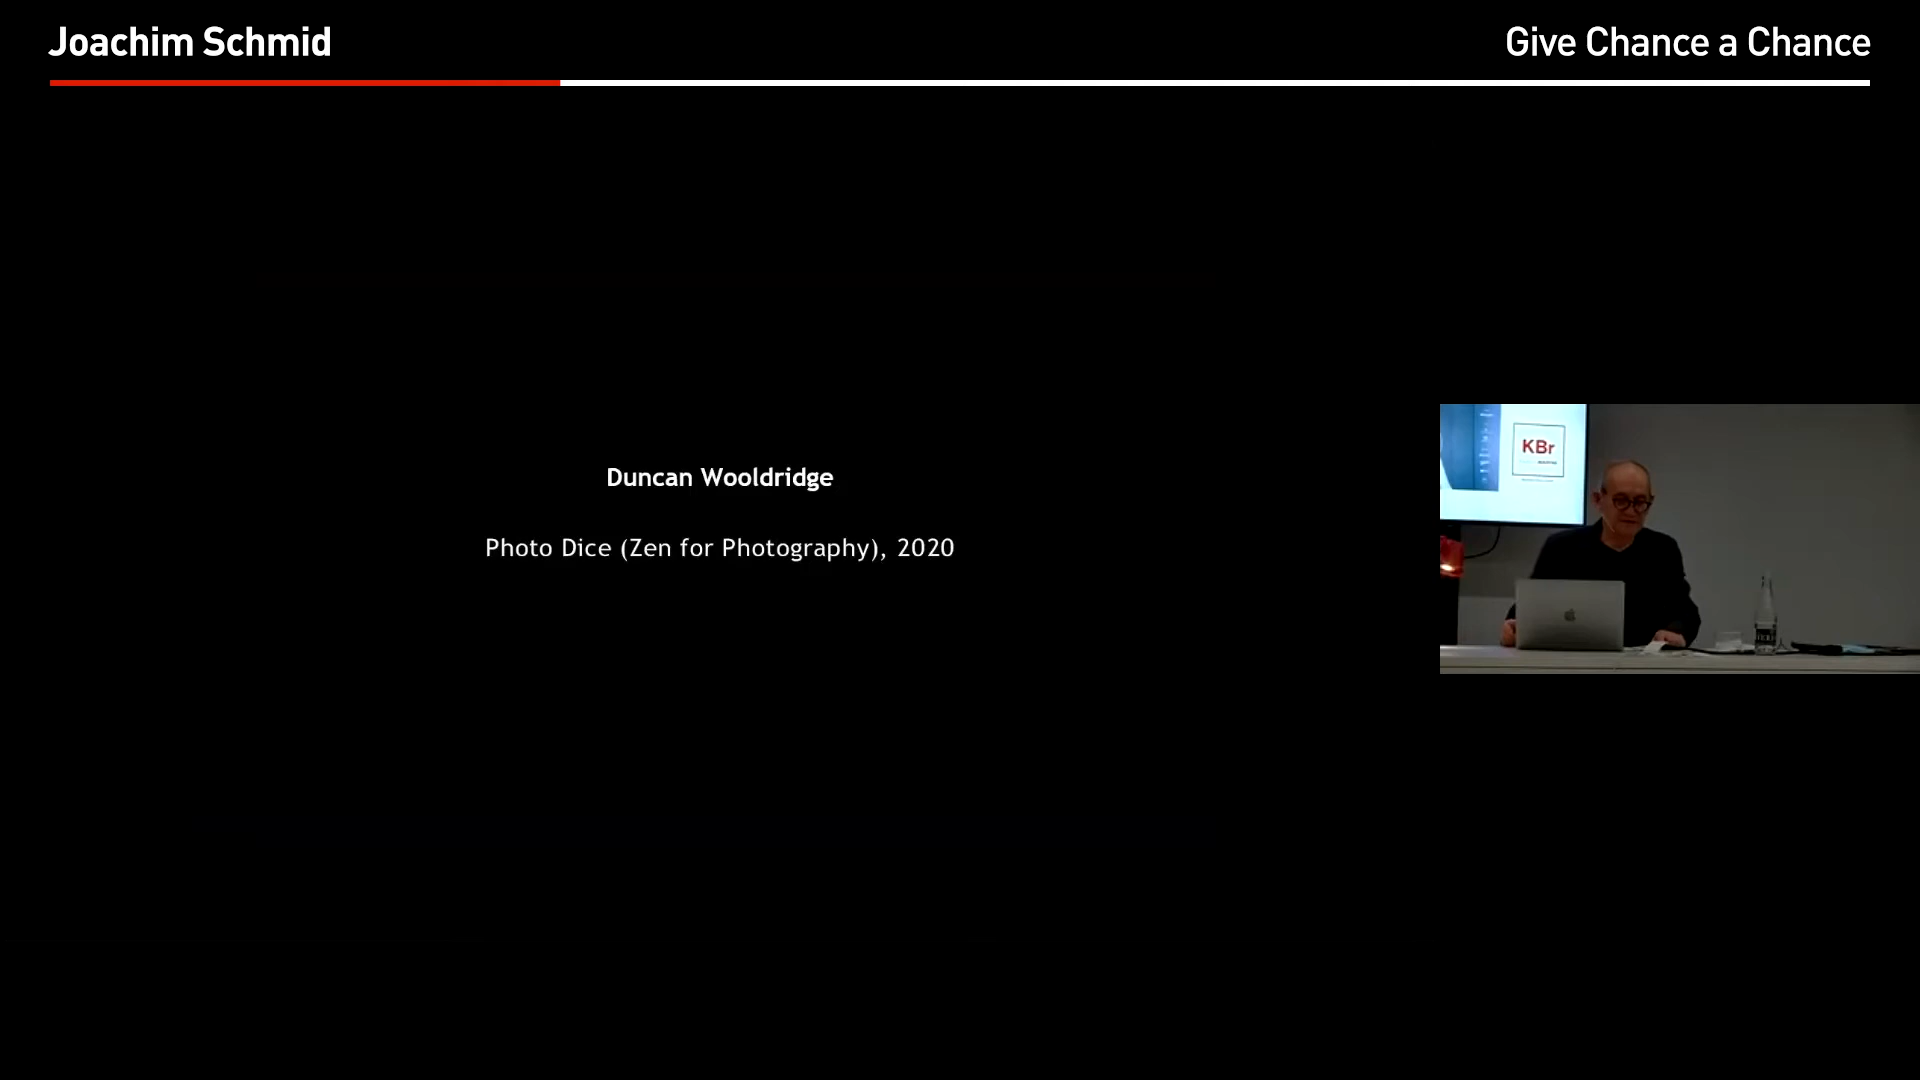 Joachim Schmid
Give Chance a Chance
Duncan Wooldridge
Photo Dice (Zen for Photography), 2020
KBr